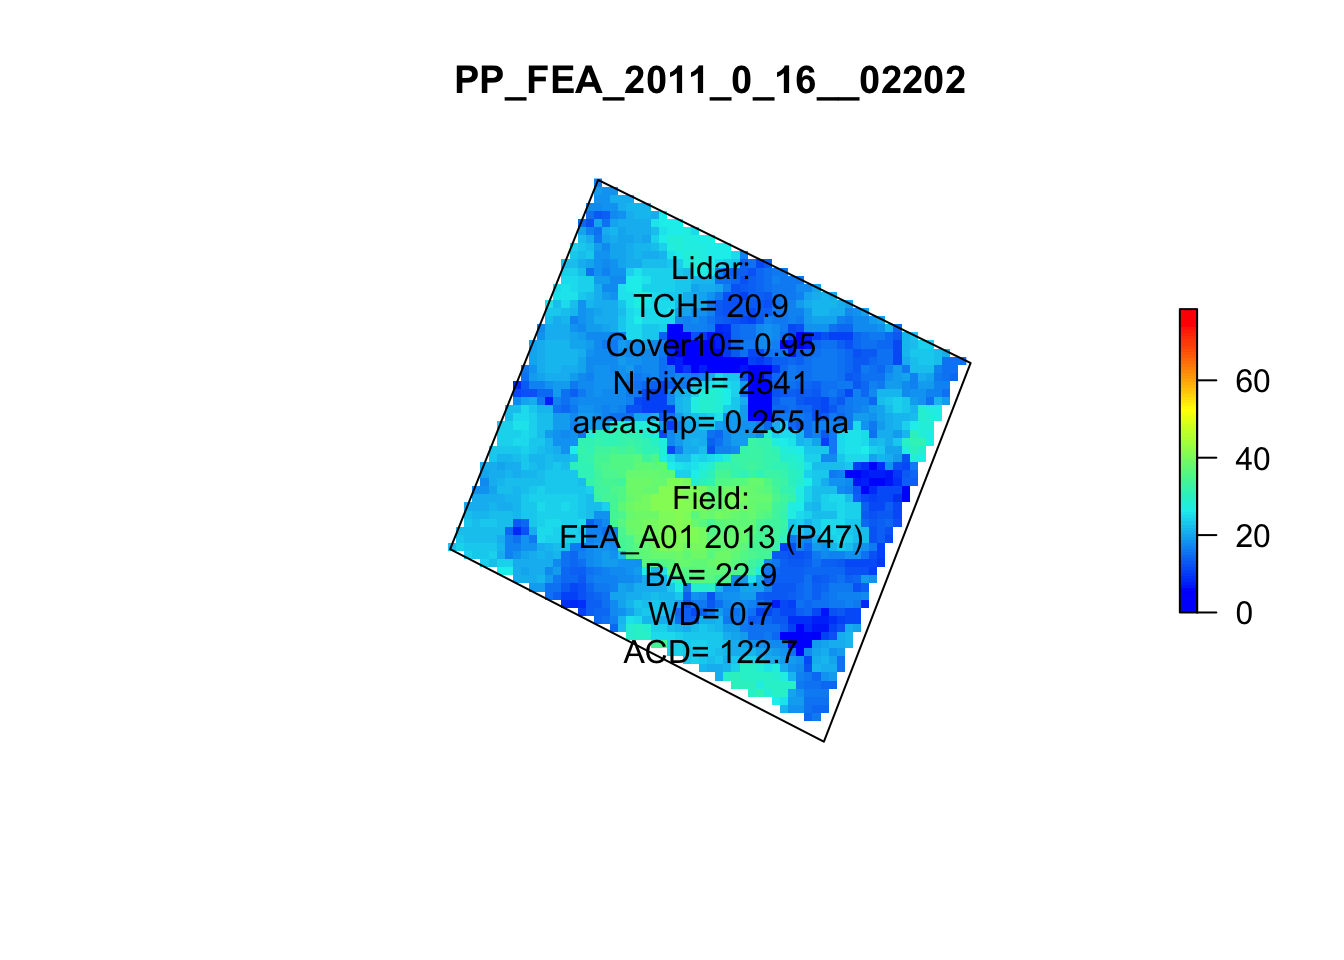 PP_FEA_2011_0_16__02202
Lidar:
TCH= 20.9
Cover10= 0.95
N.pixel= 2541
area.shp= 0.255 ha
Field:
FEA_A01 2013 (P47)
BA= 22.9
WD= 0.7
ACD= 122.7
60
40
20
0